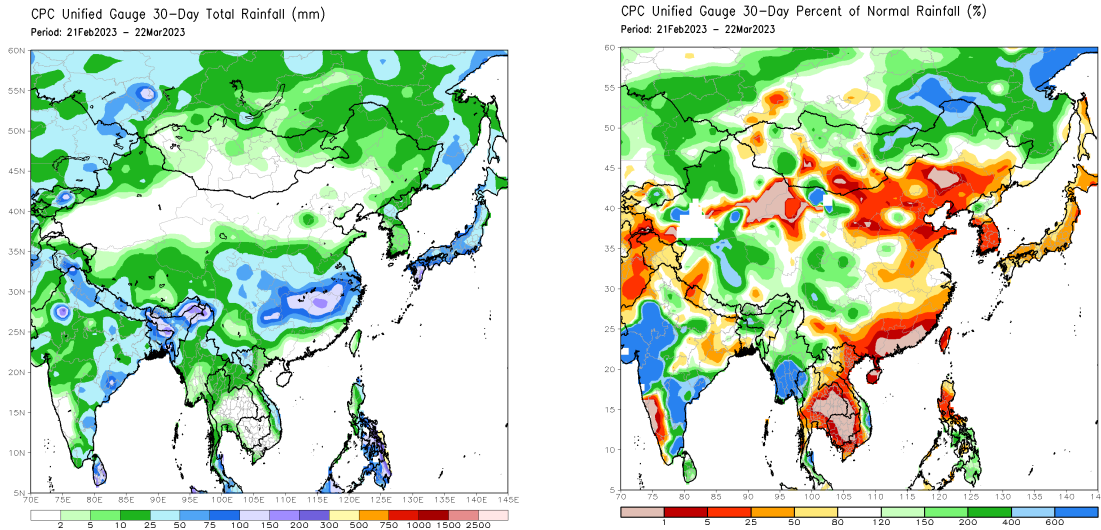 CPC Unified Gauge 30-Day Total Rainfall (mm)
Period: 21Feb2023 - 22Mar2023
60N
55N
50N
45N
40N
35N
30N
25N
20N
15N
10N
5N
70E 75E 80E 85E 90E 95E 100E 105E 110E 115E 120E 125E 130E 135E 140E 145E
2 5 10 25 50 75 100 150 200 300 500 750 1000 1500 2500
CPC Unified Gauge 30-Day Percent of Normal Rainfall (%)
Period: 21Feb2023 - 22Mar2023
60
55
50
45
40
35
30
25
20
15
10
5
70 75 80 85 90 95 100 105 110 115 120 125 130 135 140 14
1 5 25 50 80 120 150 200 400 600